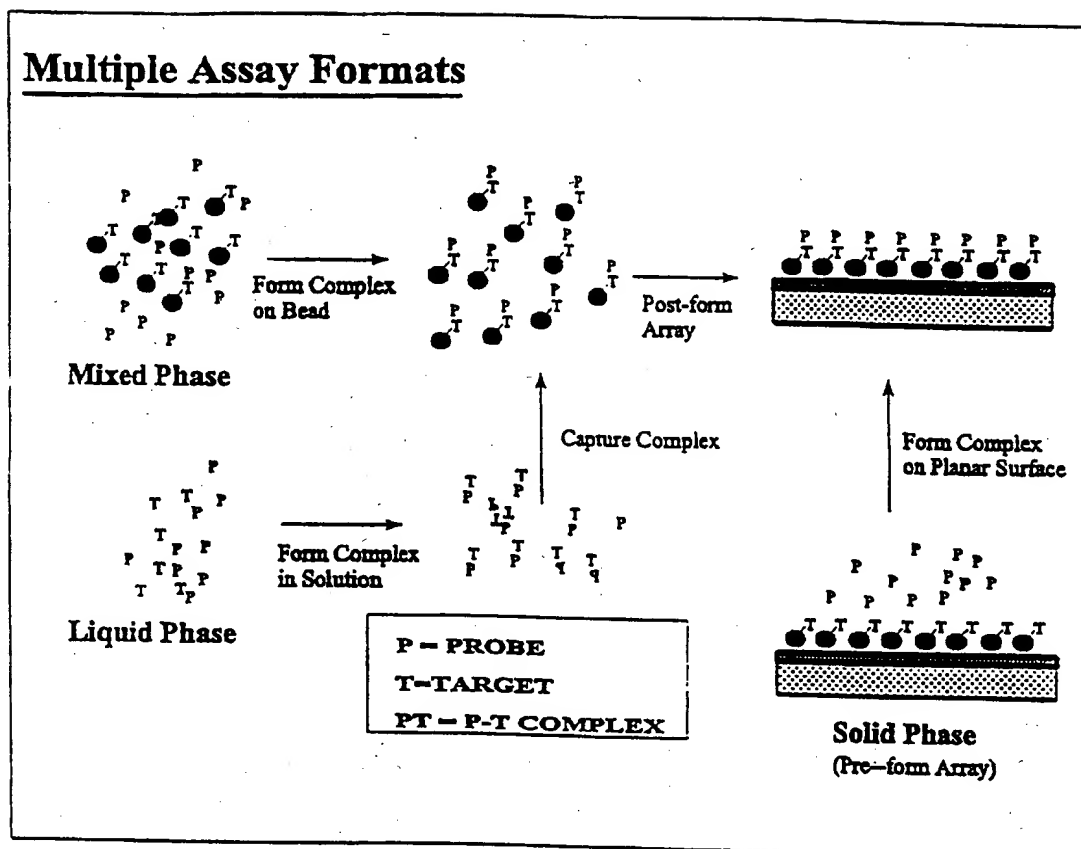 Multiple Assay Formats
Form Complex
on Bead
Post-form
Array
Mixed Phase
Capture Complex
Form Complex
on Planar Surface
Form Complex
in Solution
Liquid Phase
P = PROBE
T=TARGET
PT = P-T COMPLEX
Solid Phase
(Pre-form Array)